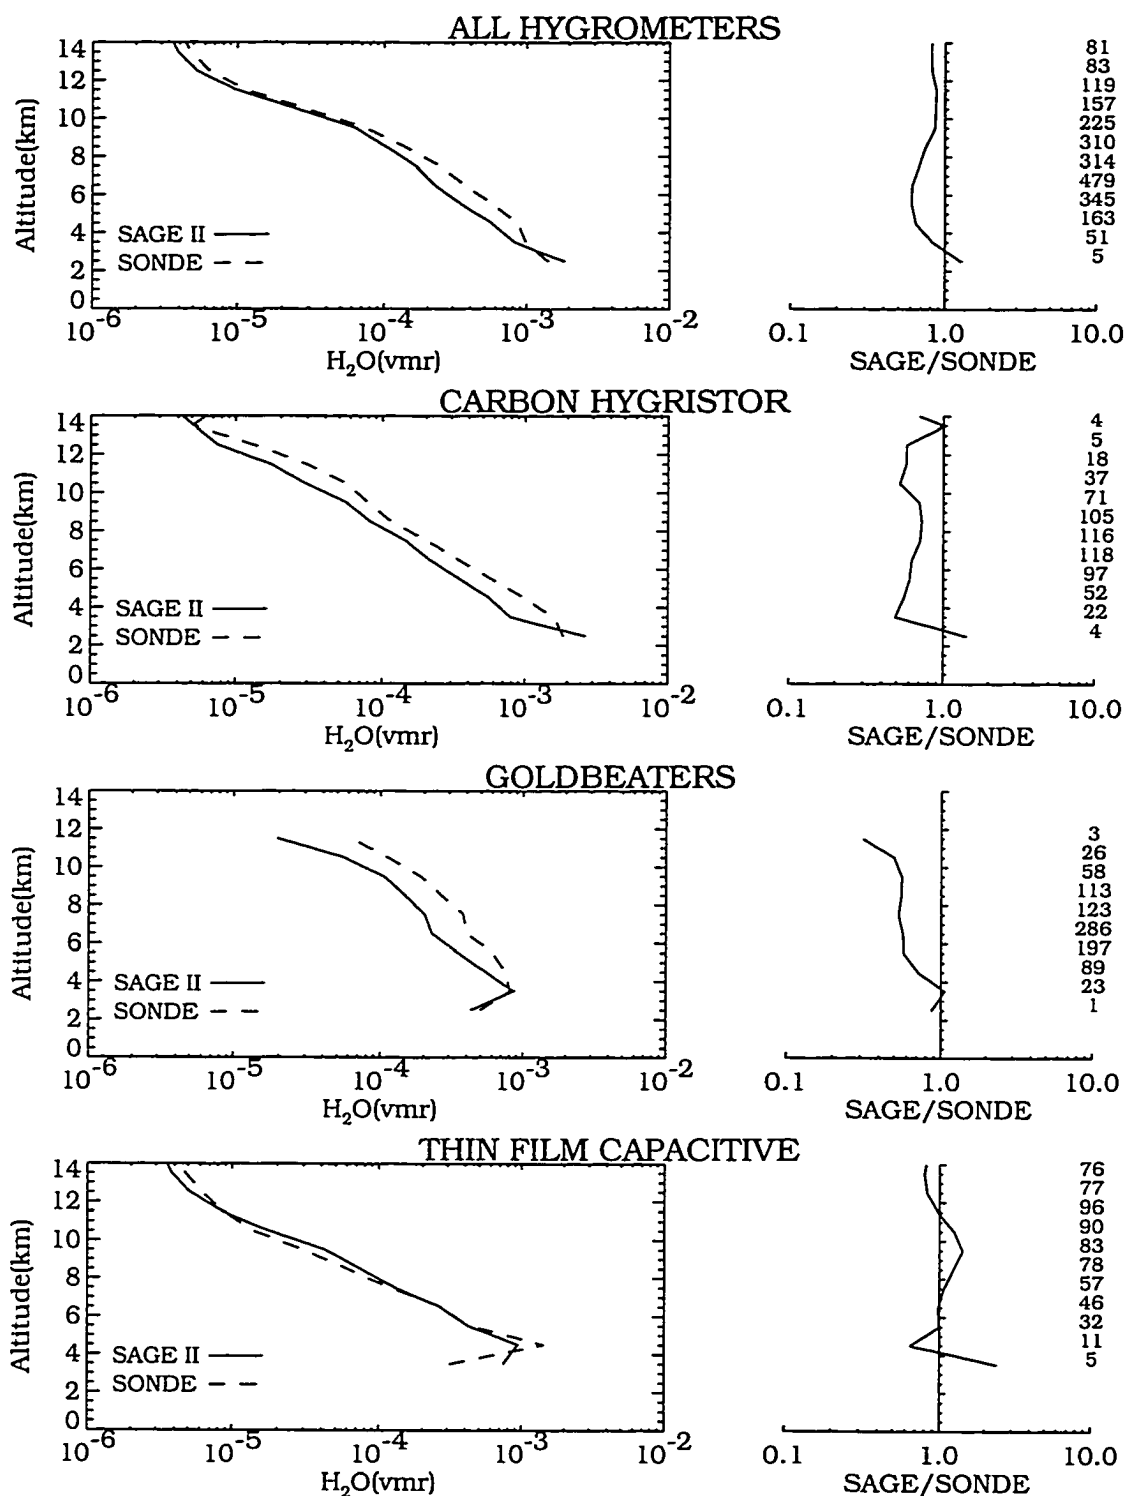 ALL HYGROMETERS
14
12
10
8
6
4
2
0
Altitude(km)
SAGE II
SONDE
10-6 10-5 10-4 10-3 10-2
H2O(vmr)
0.1 1.0 10.0
SAGE/SONDE
81
83
119
157
225
310
314
479
345
163
51
5
CARBON HYGRISTOR
14
12
10
8
6
4
2
0
Altitude(km)
SAGE II
SONDE
10-6 10-5 10-4 10-3 10-2
H2O(vmr)
0.1 1.0 10.0
SAGE/SONDE
4
5
18
37
71
105
116
118
97
52
22
4
GOLDBEATERS
14
12
10
8
6
4
2
0
Altitude(km)
SAGE II
SONDE
10-6 10-5 10-4 10-3 10-2
H2O(vmr)
0.1 1.0 10.0
SAGE/SONDE
3
26
58
113
123
286
197
89
23
1
THIN FILM CAPACITIVE
14
12
10
8
6
4
2
0
Altitude(km)
SAGE II
SONDE
10-6 10-5 10-4 10-3 10-2
H2O(vmr)
0.1 1.0 10.0
SAGE/SONDE
76
77
96
90
83
78
57
46
32
11
5